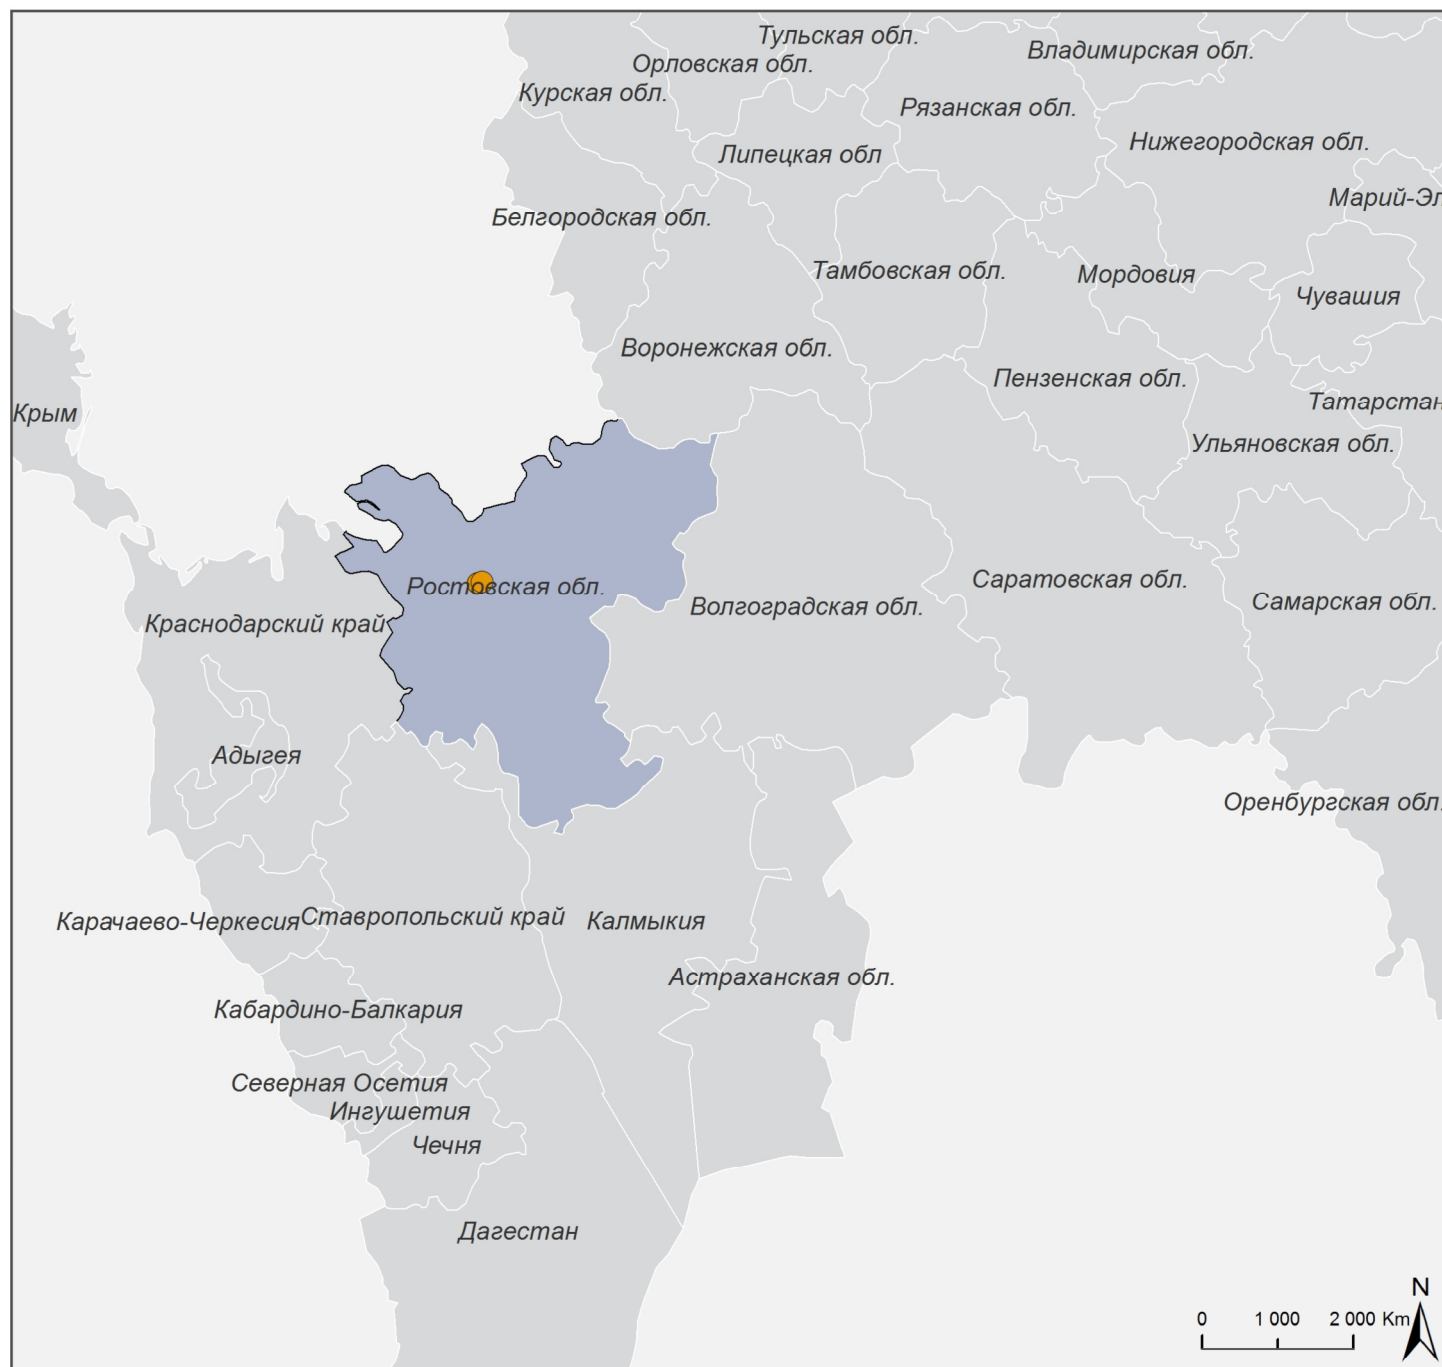 Тульская обл.
Владимирская обл.
Орловская обл.
Курская обл.
Рязанская обл.
Нижегородская обл.
Липецкая обл
Марий-Эл
Белгородская обл.
Тамбовская обл.
Мордовия
Чувашия
Воронежская обл.
Пензенская обл.
Татарстан
Крым
Ульяновская обл.
Саратовская обл.
Ростовская обл.
Самарская обл.
Волгоградская обл.
Краснодарский край
Адыгея
Оренбургская обл.
Карачаево-Черкесия
Ставропольский край
Калмыкия
Астраханская обл.
Кабардино-Балкария
Северная Осетия
Ингушетия
Чечня
Дагестан
N
0 1 000 2 000 Km